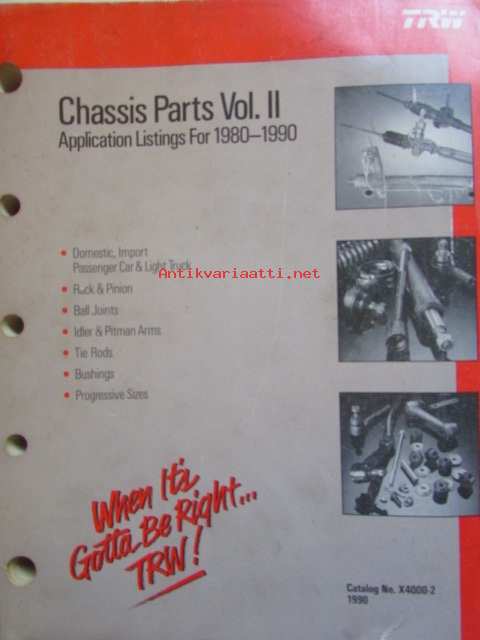 TRW
Chassis Parts Vol. II
Application Listings For 1980–1990
• Domestic, Import
Passenger Car & Light Truck
Antikvariaatti.net
• Rack & Pinion
• Ball Joints
• Idler & Pitman Arms
• Tie Rods
• Bushings
• Progressive Sizes
When It's
Gotta Be Right...
TRW!
Catalog No. X4000-2
1990